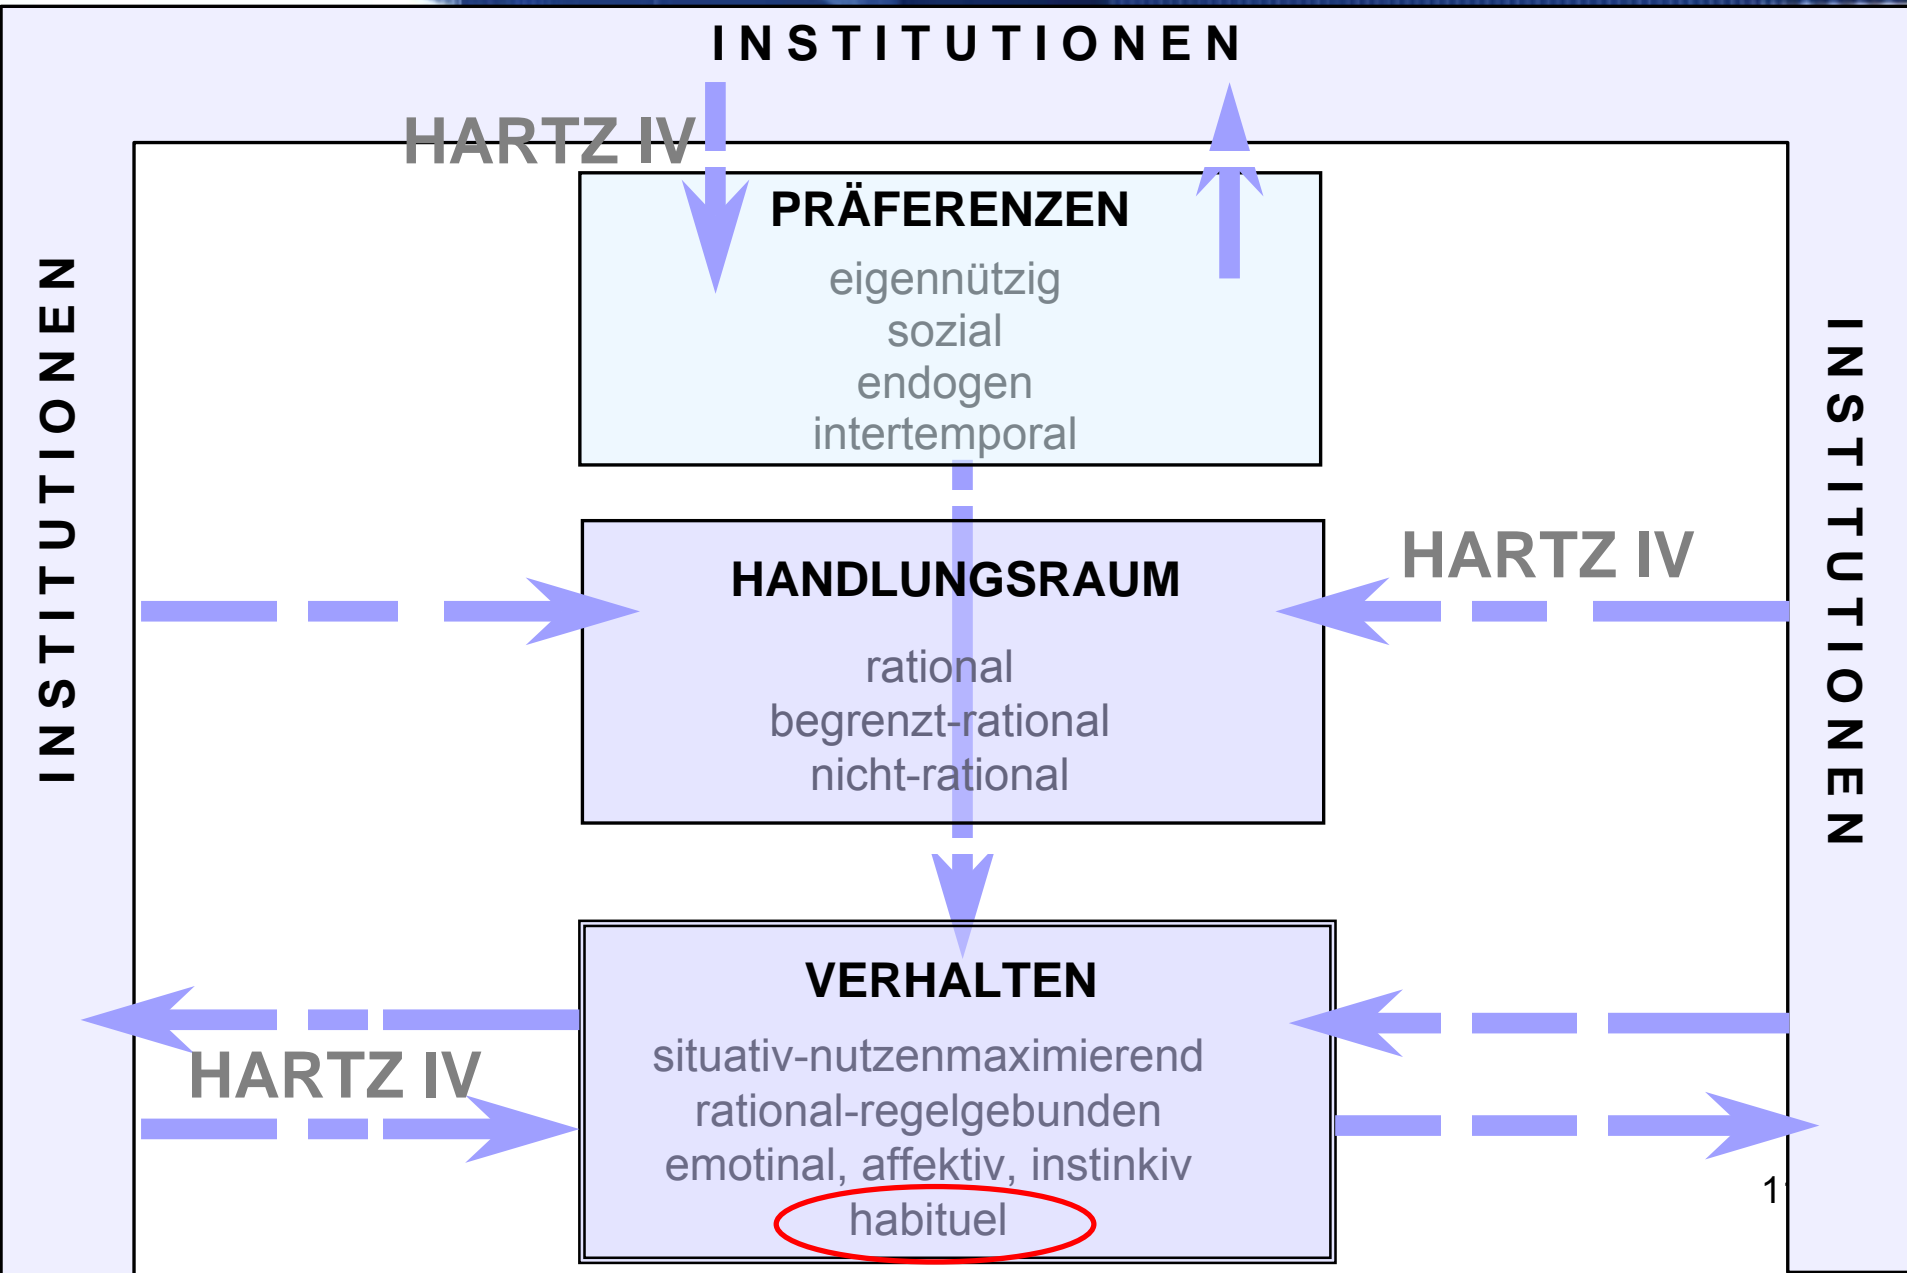 INSTITUTIONEN
HARTZ IV
PRÄFERENZEN
eigennützig
sozial
endogen
intertemporal
INSTITUTIONEN
INSTITUTIONEN
HANDLUNGSRAUM
HARTZ IV
rational
begrenzt-rational
nicht-rational
VERHALTEN
HARTZ IV
situativ-nutzenmaximierend
rational-regelgebunden
emotinal, affektiv, instinkiv
habituel